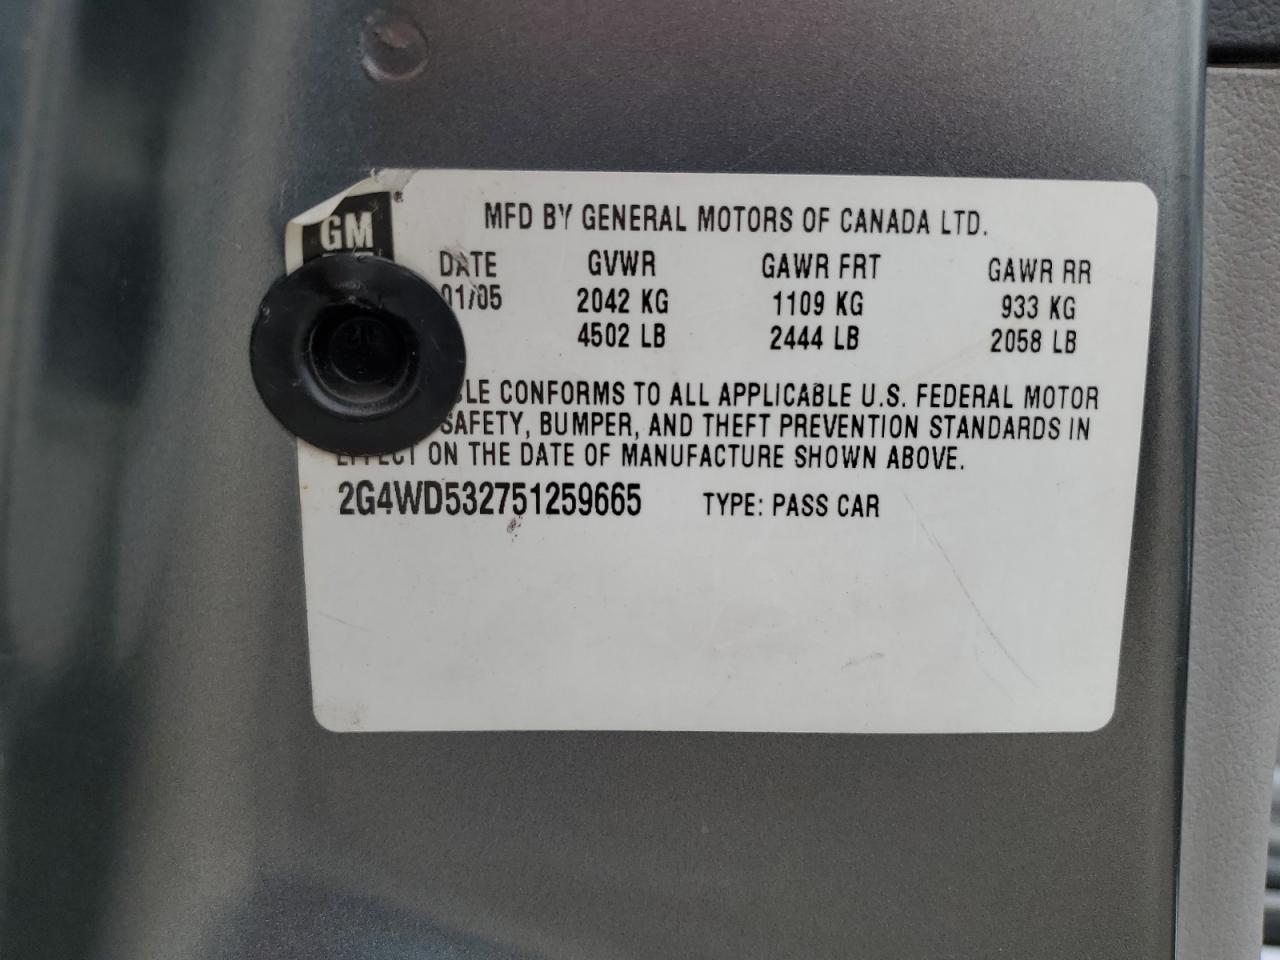 GM
MFD BY GENERAL MOTORS OF CANADA LTD.
DATE GVWR GAWR FRT GAWR RR
01/05 2042 KG 1109 KG 933 KG
4502 LB 2444 LB 2058 LB
CONFORMS TO ALL APPLICABLE U.S. FEDERAL MOTOR
SAFETY, BUMPER, AND THEFT PREVENTION STANDARDS IN
EFFECT ON THE DATE OF MANUFACTURE SHOWN ABOVE.
2G4WD532751259665 TYPE: PASS CAR